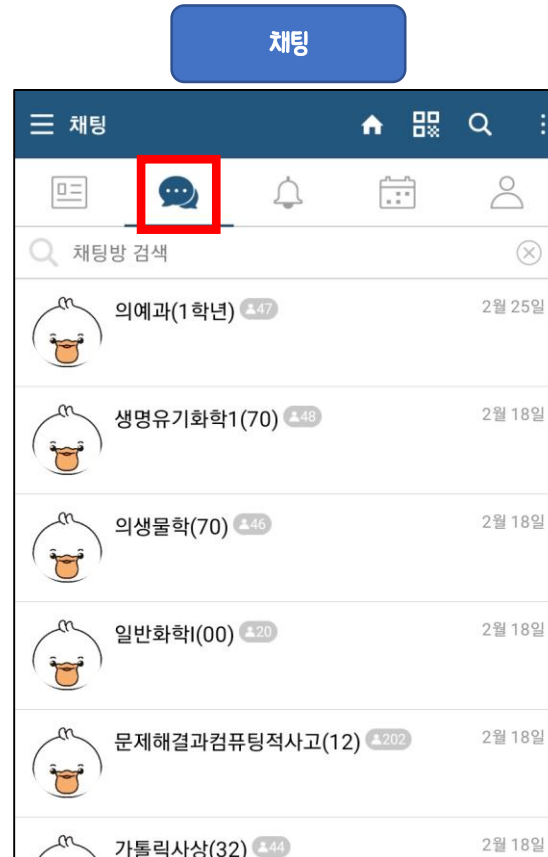 채팅
채팅
채팅방 검색
의예과(1학년) 47 2월 25일
생명유기화학1(70) 48 2월 18일
의생물학(70) 46 2월 18일
일반화학I(00) 20 2월 18일
문제해결과컴퓨팅적사고(12) 202 2월 18일
가톨릭사상(32) 44 2월 18일